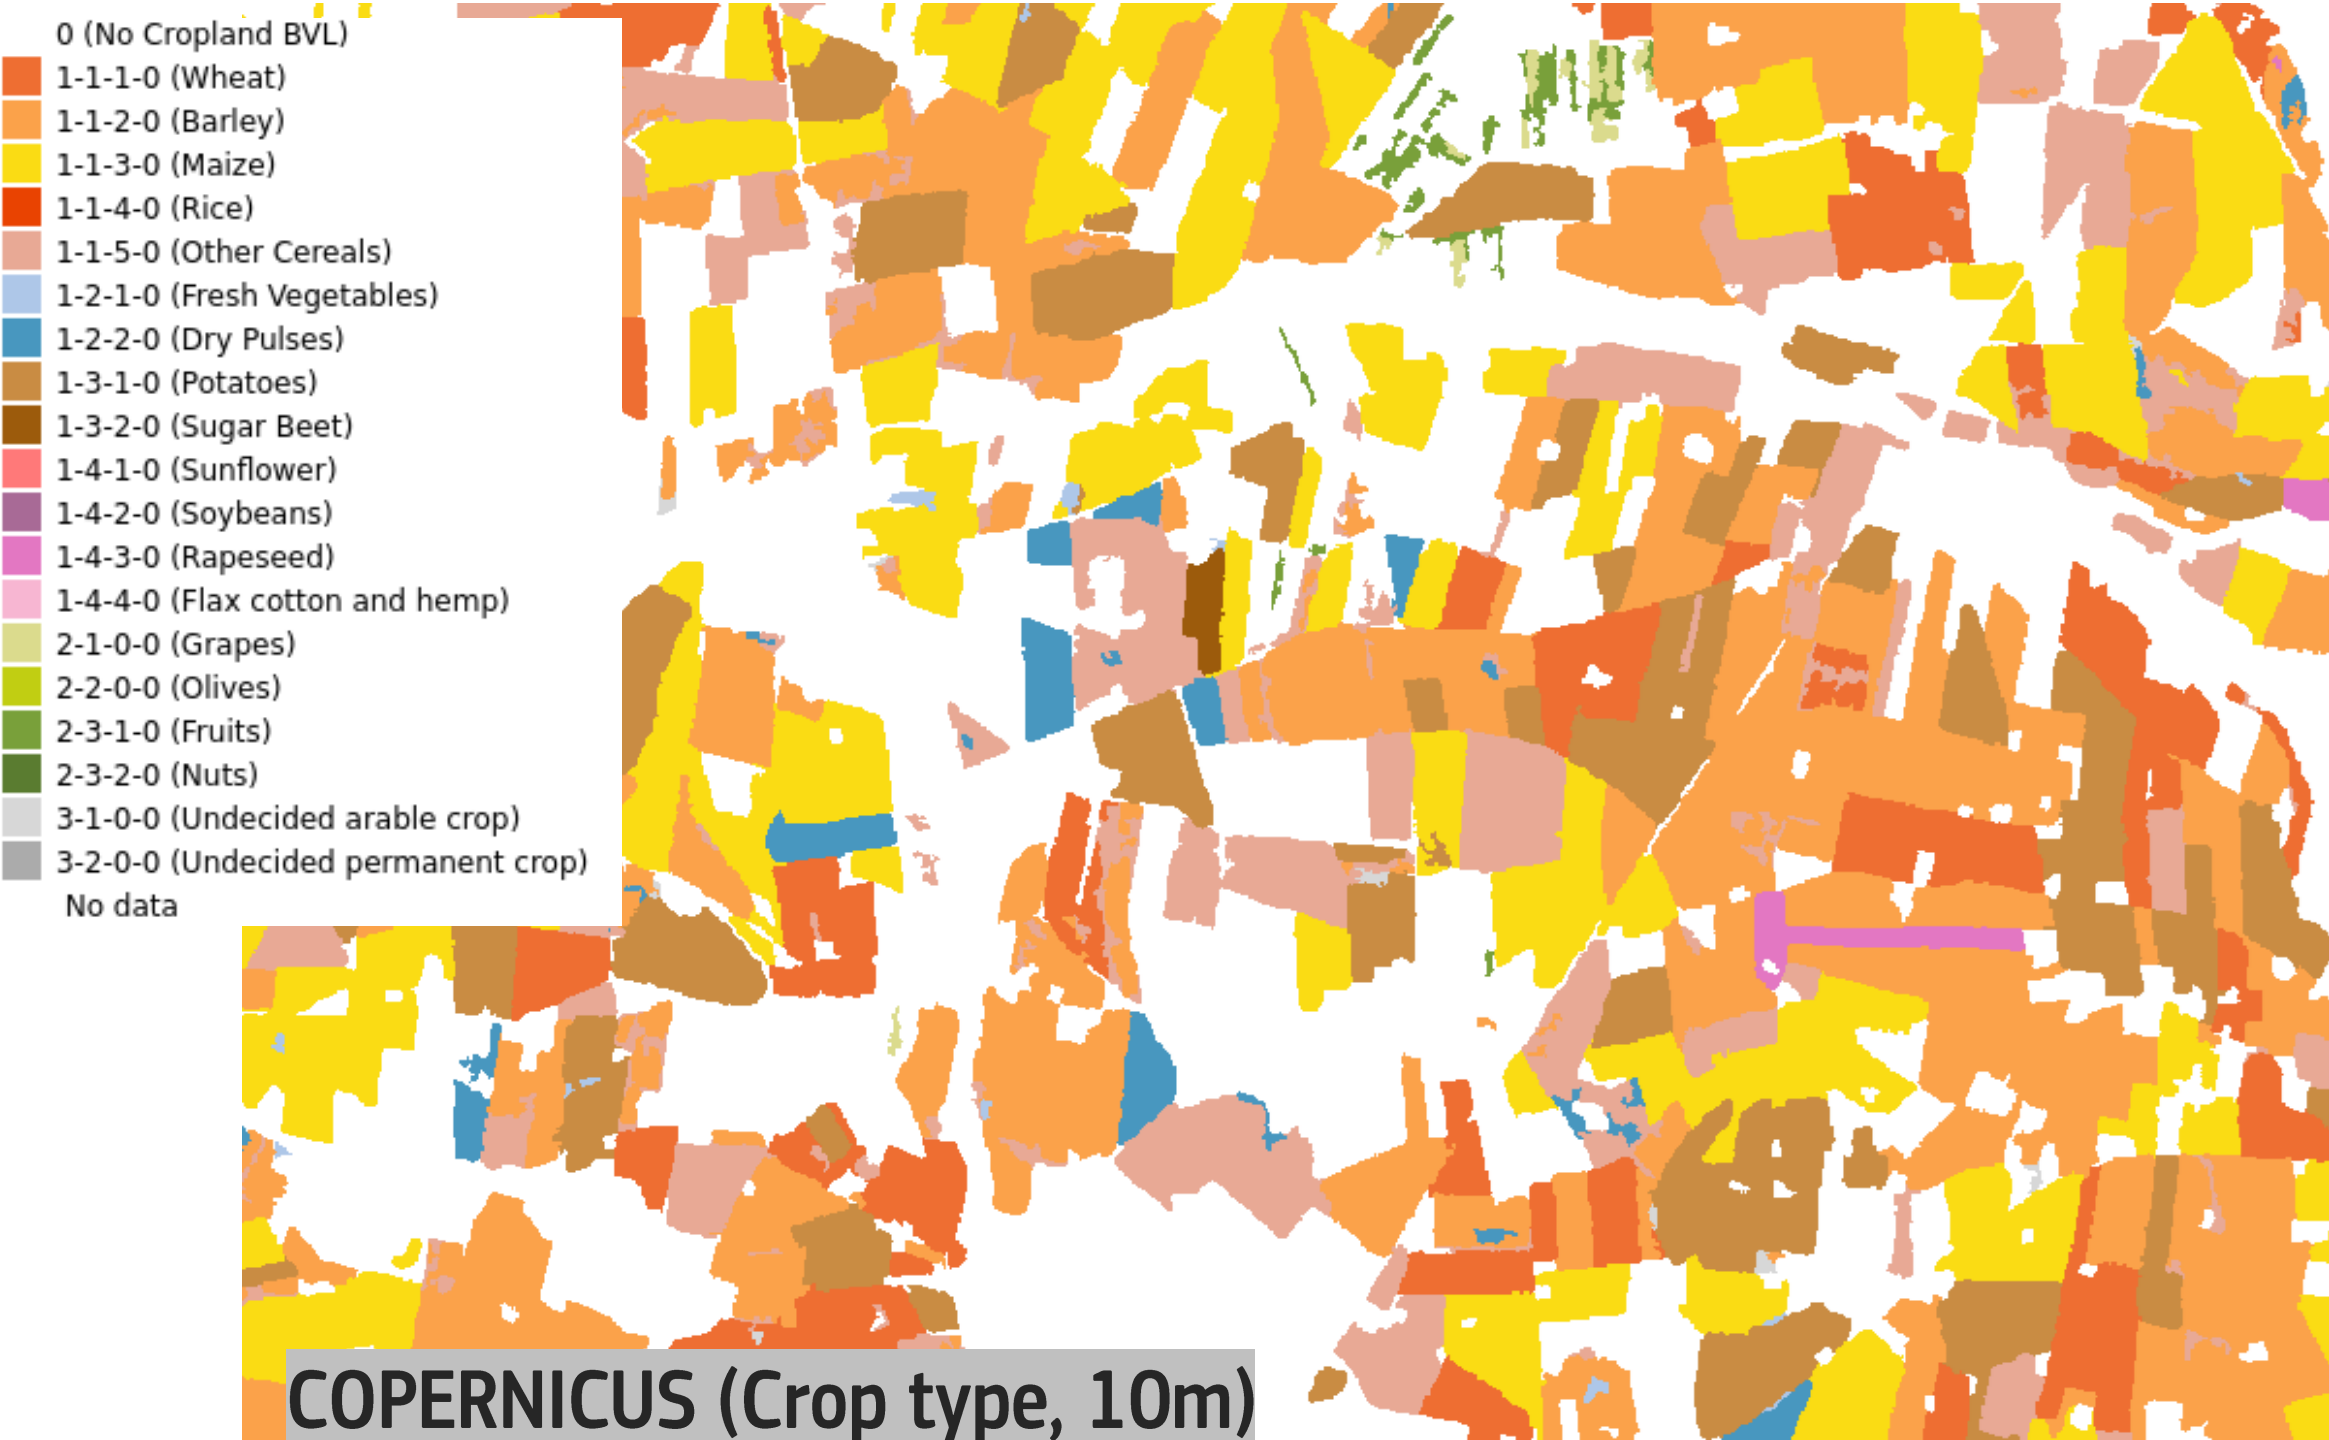 0 (No Cropland BVL)
1-1-1-0 (Wheat)
1-1-2-0 (Barley)
1-1-3-0 (Maize)
1-1-4-0 (Rice)
1-1-5-0 (Other Cereals)
1-2-1-0 (Fresh Vegetables)
1-2-2-0 (Dry Pulses)
1-3-1-0 (Potatoes)
1-3-2-0 (Sugar Beet)
1-4-1-0 (Sunflower)
1-4-2-0 (Soybeans)
1-4-3-0 (Rapeseed)
1-4-4-0 (Flax cotton and hemp)
2-1-0-0 (Grapes)
2-2-0-0 (Olives)
2-3-1-0 (Fruits)
2-3-2-0 (Nuts)
3-1-0-0 (Undecided arable crop)
3-2-0-0 (Undecided permanent crop)
No data
COPERNICUS (Crop type, 10m)